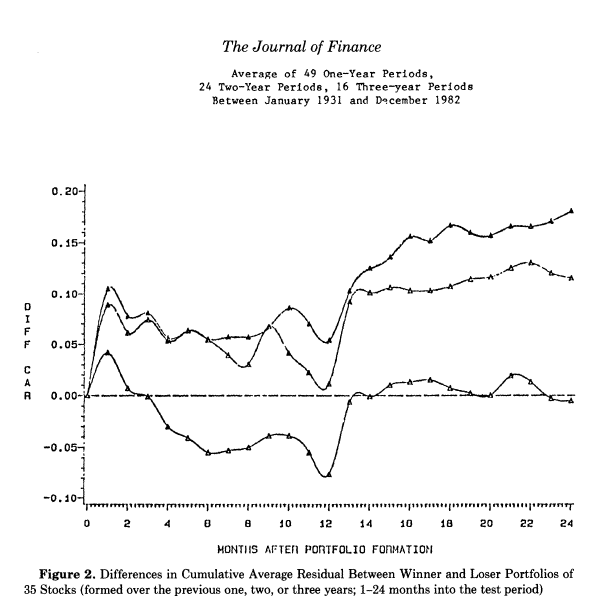 The Journal of Finance
Average of 49 One-Year Periods,
24 Two-Year Periods, 16 Three-year Periods
Between January 1931 and December 1982
0.20
0.15
0.10
0.05
0.00
-0.05
-0.10
DIFF CAR
0 2 4 6 8 10 12 14 16 18 20 22 24
MONTHS AFTER PORTFOLIO FORMATION
Figure 2. Differences in Cumulative Average Residual Between Winner and Loser Portfolios of
35 Stocks (formed over the previous one, two, or three years; 1–24 months into the test period)